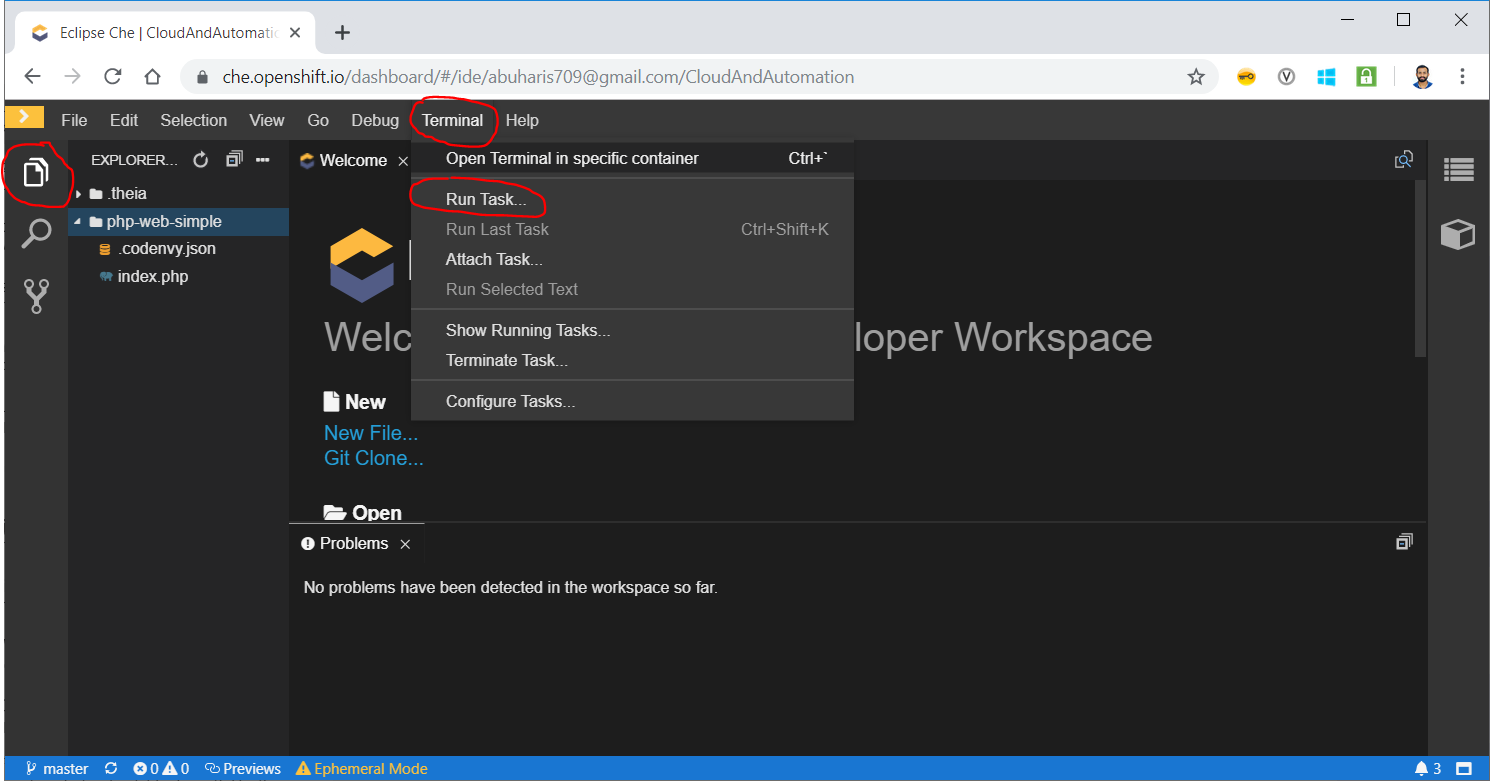 Eclipse Che | CloudAndAutomatic
che.openshift.io/dashboard/#/ide/abuharis709@gmail.com/CloudAndAutomation
File Edit Selection View Go Debug Terminal Help
EXPLORER...
.theia
php-web-simple
.codenvy.json
index.php
Welcome
Open Terminal in specific container Ctrl+`
Run Task...
Run Last Task Ctrl+Shift+K
Attach Task...
Run Selected Text
Show Running Tasks...
Terminate Task...
Configure Tasks...
Welc loper Workspace
New
New File...
Git Clone...
Open
Problems
No problems have been detected in the workspace so far.
master 0 0 Previews Ephemeral Mode 3